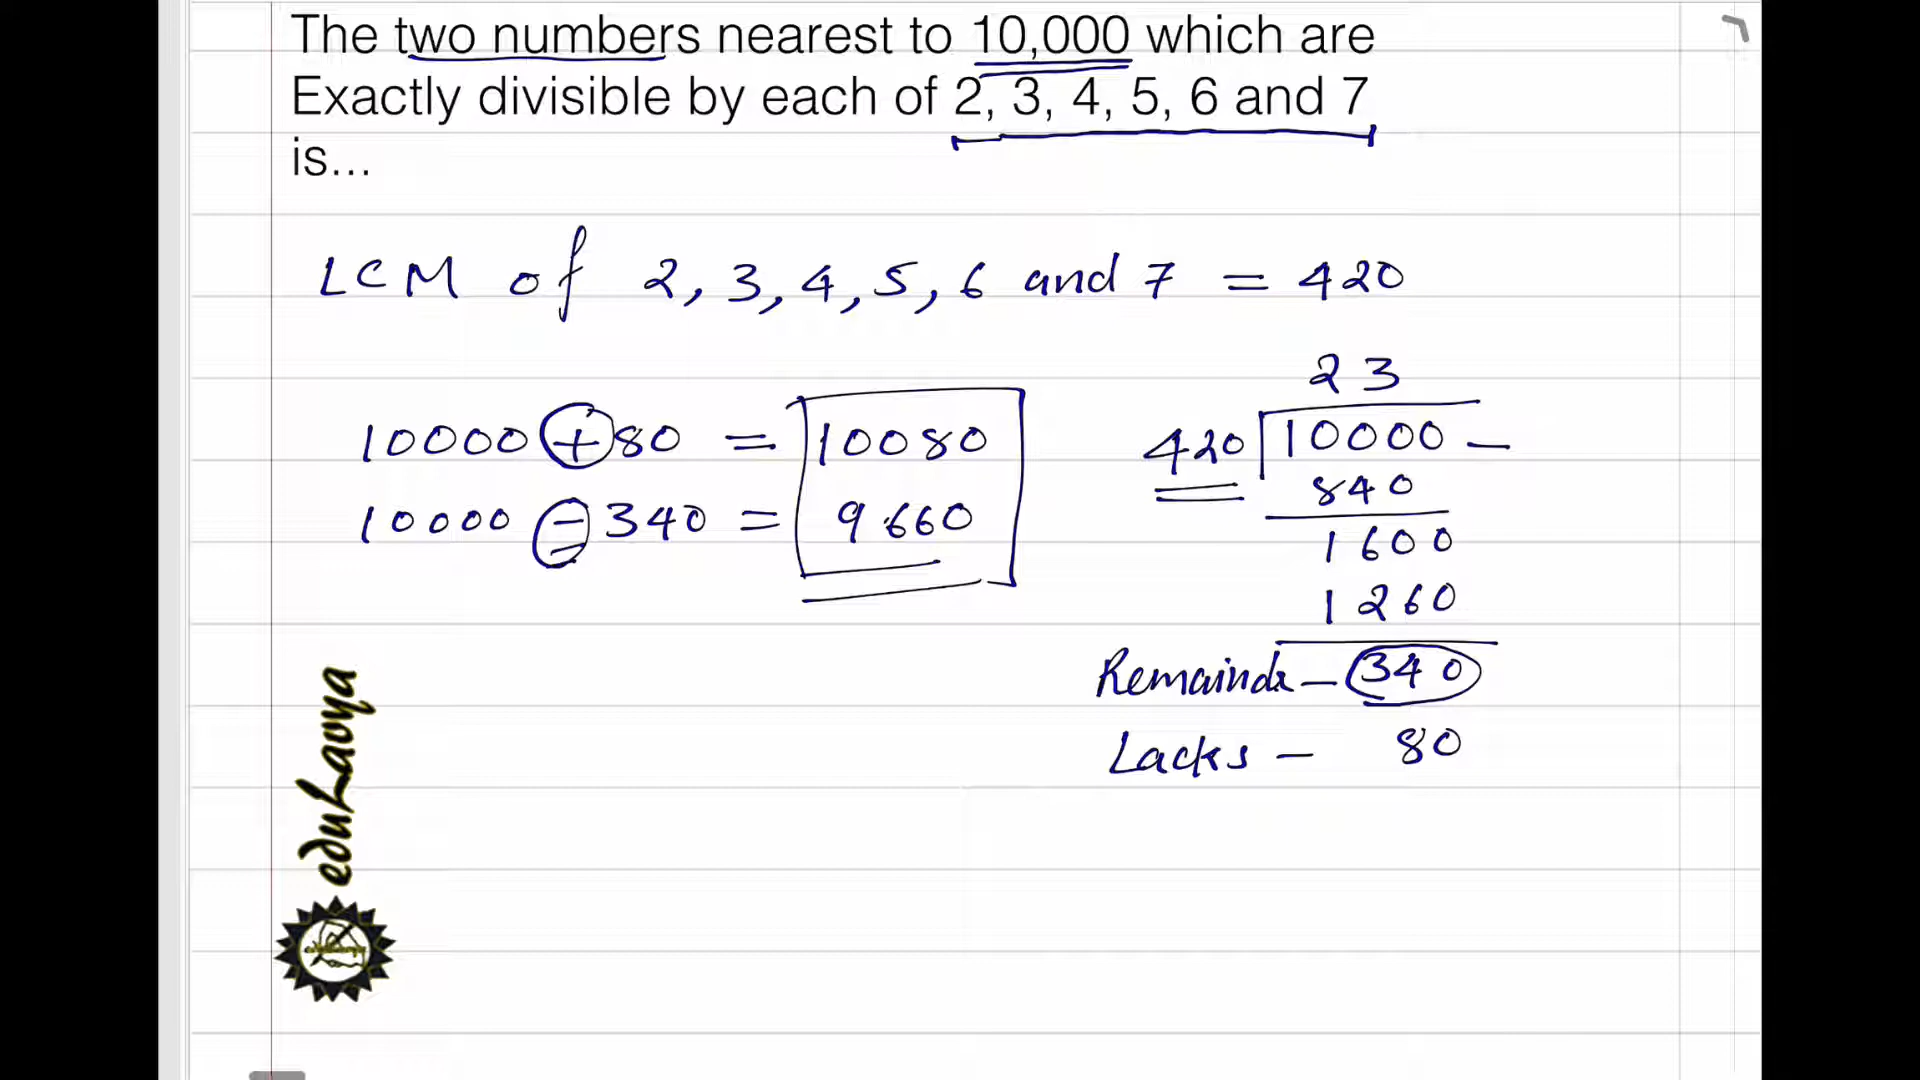 The two numbers nearest to 10,000 which are
Exactly divisible by each of 2, 3, 4, 5, 6 and 7
is...
LCM of 2, 3, 4, 5, 6 and 7 = 420
23
420 10000 –
840
1600
1260
Remainder – 340
Lacks – 80
10000 + 80 = 10080
10000 – 340 = 9660
eduLavya